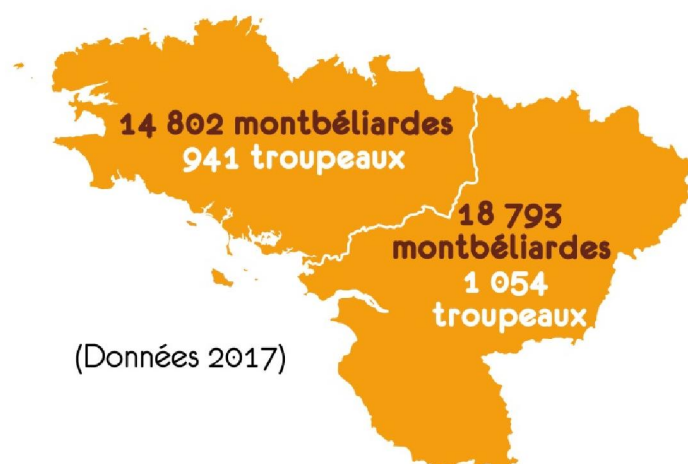 14 802 montbéliardes
941 troupeaux
18 793
montbéliardes
1 054
troupeaux
(Données 2017)